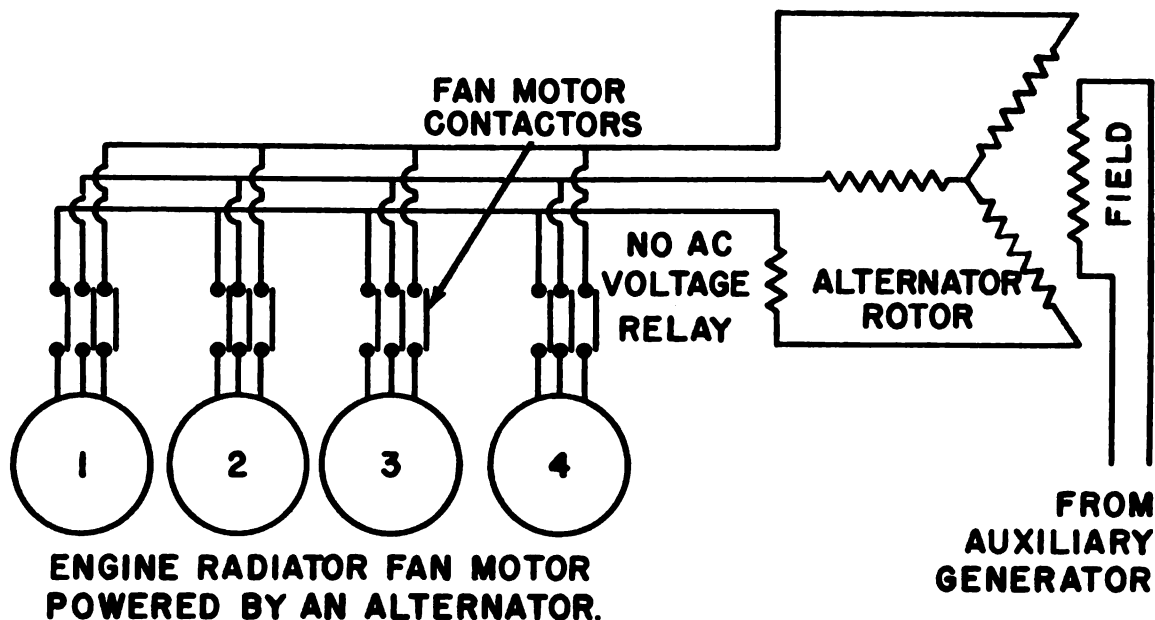 FAN MOTOR
CONTACTORS
FIELD
NO AC
VOLTAGE
RELAY
ALTERNATOR
ROTOR
1
2
3
4
FROM
AUXILIARY
GENERATOR
ENGINE RADIATOR FAN MOTOR
POWERED BY AN ALTERNATOR.